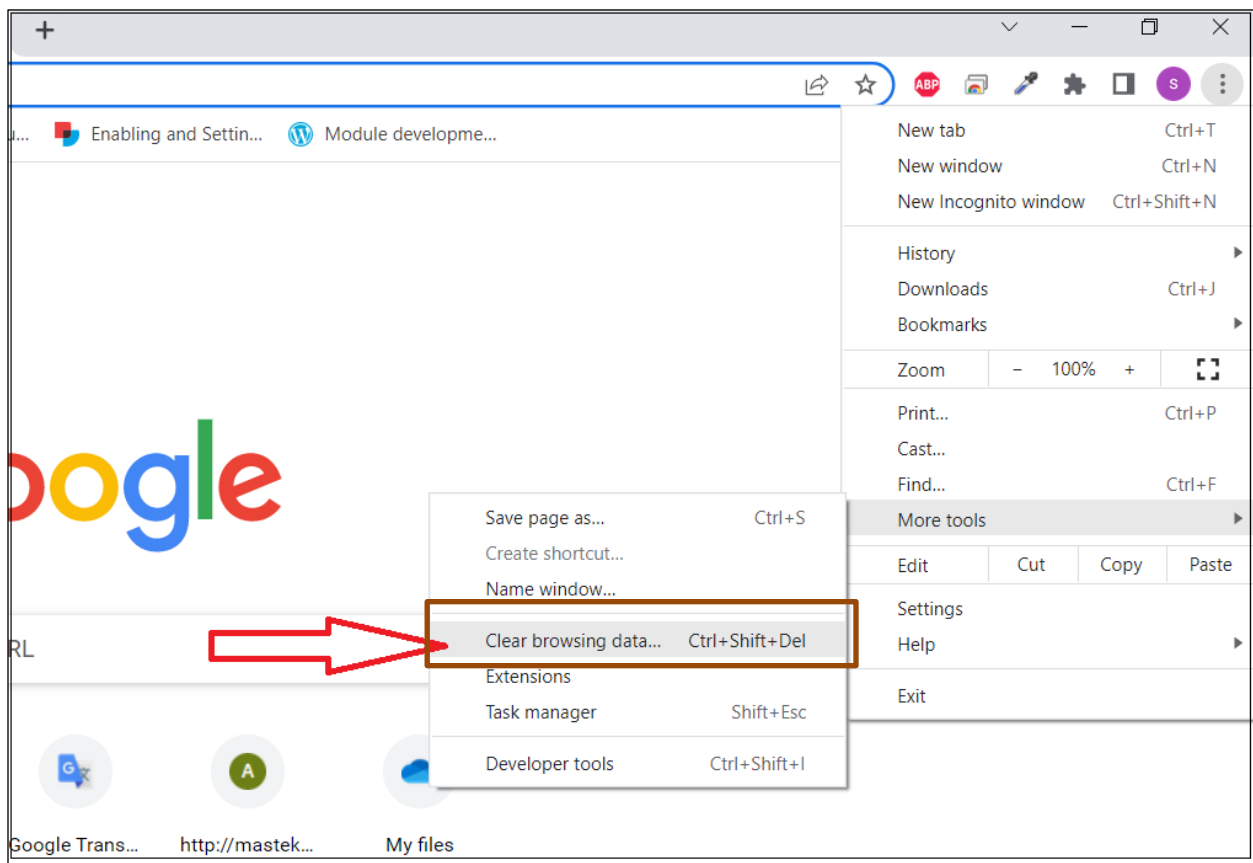 ABP
S
u...
Enabling and Settin...
Module developme...
New tab Ctrl+T
New window Ctrl+N
New Incognito window Ctrl+Shift+N
History
Downloads Ctrl+J
Bookmarks
Zoom - 100% +
Print... Ctrl+P
Cast...
Find... Ctrl+F
More tools
Edit Cut Copy Paste
Settings
Help
Exit
oogle
Save page as... Ctrl+S
Create shortcut...
Name window...
Clear browsing data... Ctrl+Shift+Del
Extensions
Task manager Shift+Esc
Developer tools Ctrl+Shift+I
RL
G
A
Google Trans...
http://mastek...
My files